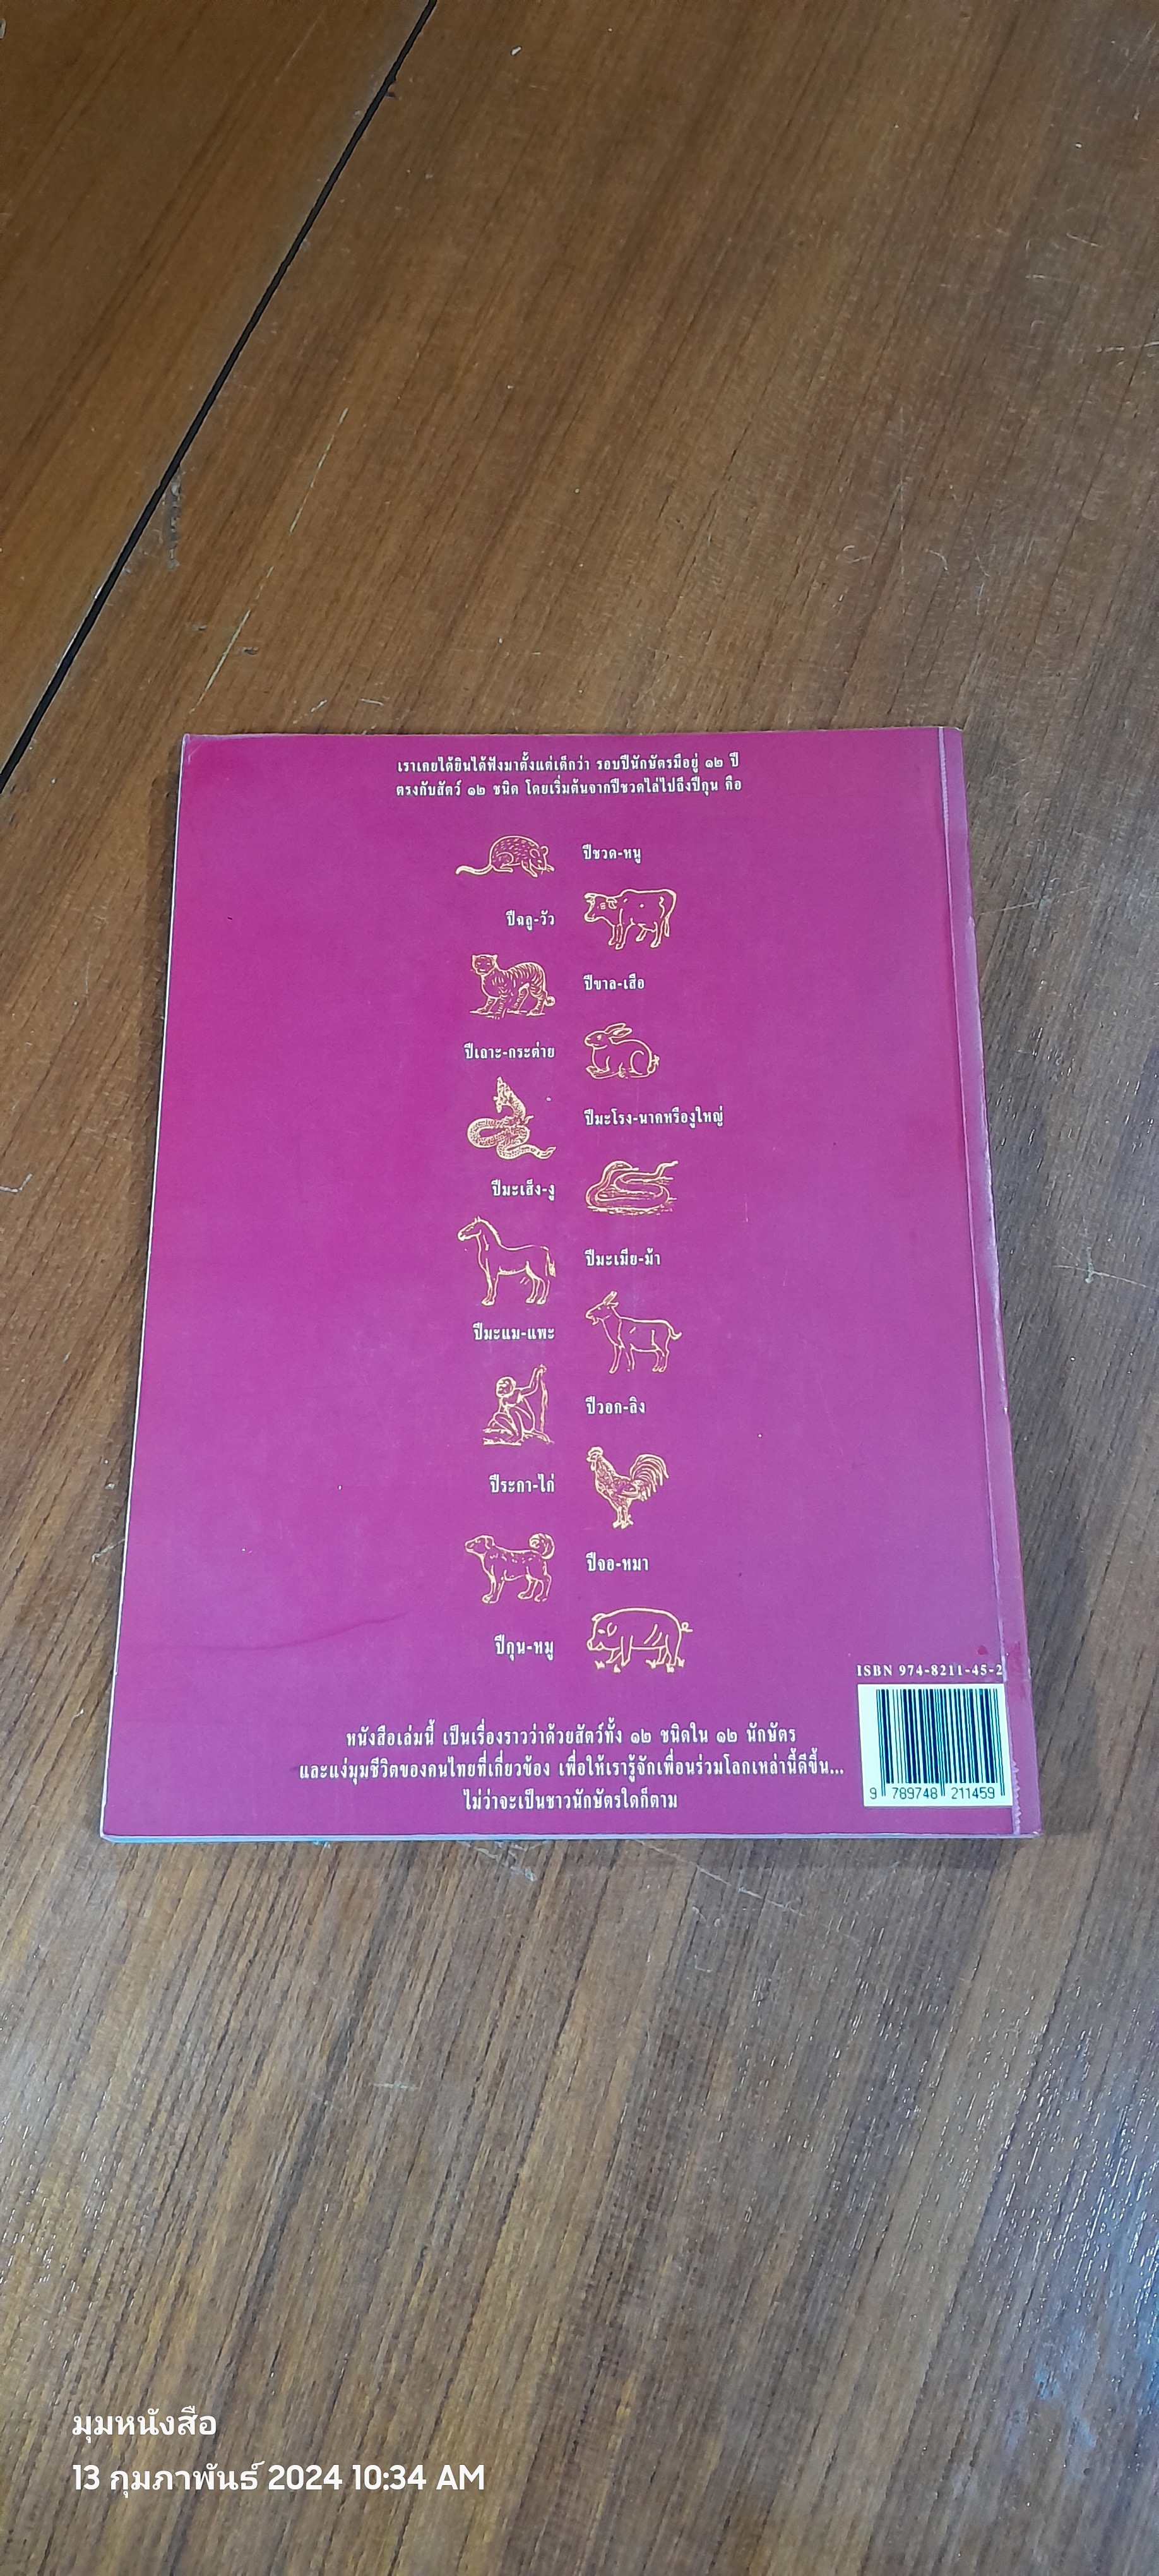 เราเคยได้ยินได้ฟังมาตั้งแต่เด็กว่า รอบปีนักษัตรมีอยู่ ๑๒ ปี
ตรงกับสัตว์ ๑๒ ชนิด โดยเริ่มต้นจากปีชวดไล่ไปถึงปีกุน คือ
ปีชวด-หนู
ปีฉลู-วัว
ปีขาล-เสือ
ปีเถาะ-กระต่าย
ปีมะโรง-นาคหรืองูใหญ่
ปีมะเส็ง-งู
ปีมะเมีย-ม้า
ปีมะแม-แพะ
ปีวอก-ลิง
ปีระกา-ไก่
ปีจอ-หมา
ปีกุน-หมู
ISBN 974-8211-45-2
9 789748 211459
หนังสือเล่มนี้ เป็นเรื่องราวว่าด้วยสัตว์ทั้ง ๑๒ ชนิดใน ๑๒ นักษัตร
และแง่มุมชีวิตของคนไทยที่เกี่ยวข้อง เพื่อให้เรารู้จักเพื่อนร่วมโลกเหล่านี้ดีขึ้น...
ไม่ว่าจะเป็นชาวนักษัตรใดก็ตาม
มุมหนังสือ
13 กุมภาพันธ์ 2024 10:34 AM